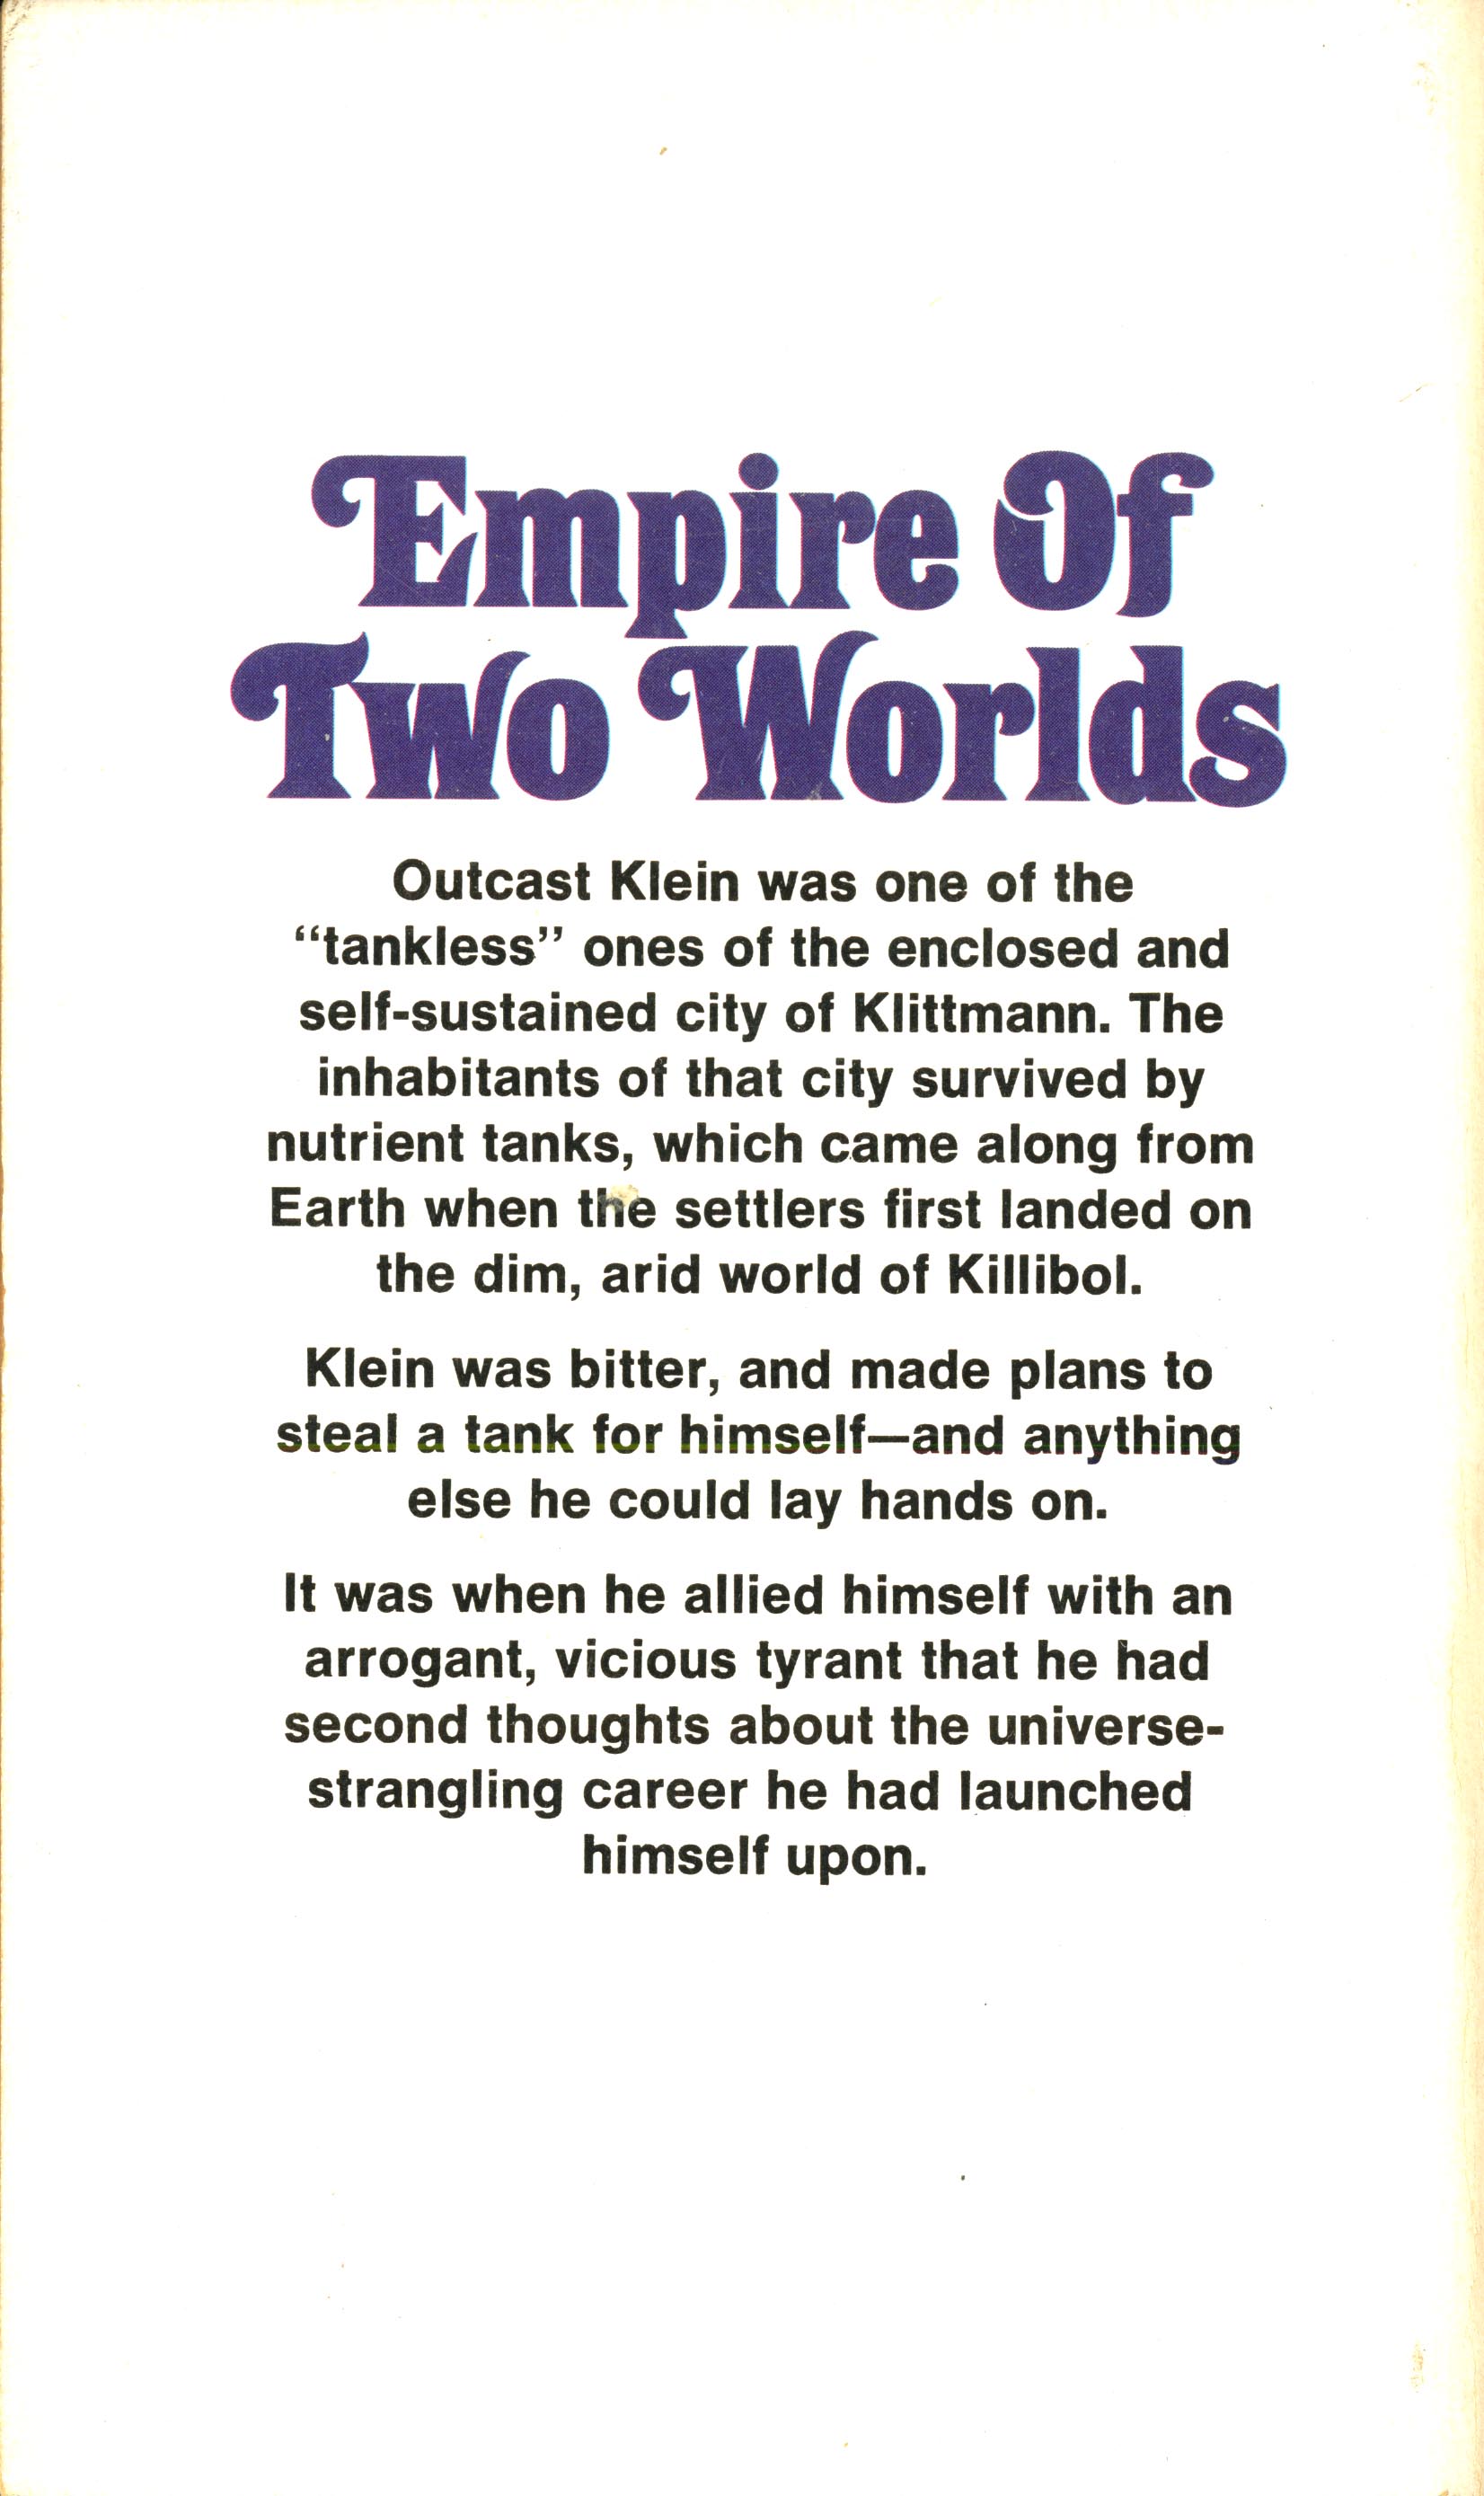 Empire Of
Two Worlds
Outcast Klein was one of the
“tankless” ones of the enclosed and
self-sustained city of Klittmann. The
inhabitants of that city survived by
nutrient tanks, which came along from
Earth when the settlers first landed on
the dim, arid world of Killibol.
Klein was bitter, and made plans to
steal a tank for himself—and anything
else he could lay hands on.
It was when he allied himself with an
arrogant, vicious tyrant that he had
second thoughts about the universe-
strangling career he had launched
himself upon.